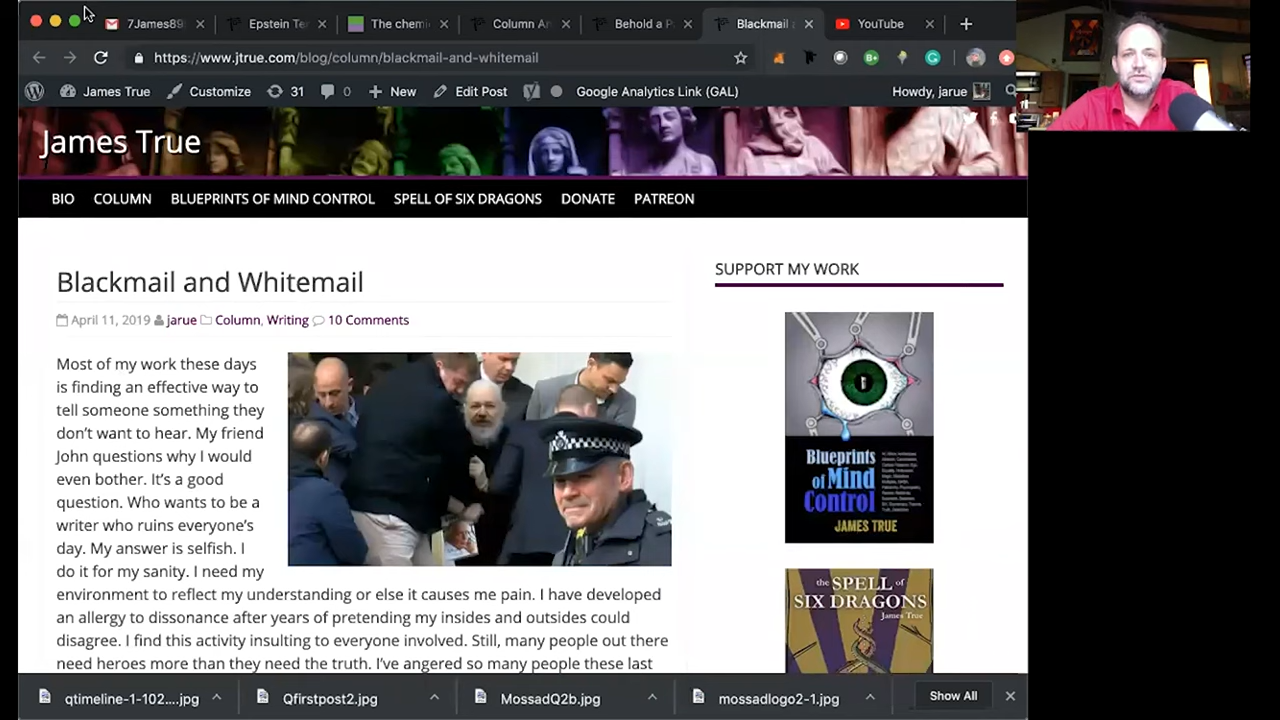 7James89
Epstein Te
The chemi
Column Ar
Behold a P
Blackmail a
YouTube
https://www.jtrue.com/blog/column/blackmail-and-whitemail
James True
Customize
31
0
New
Edit Post
Google Analytics Link (GAL)
Howdy, jarue
James True
BIO
COLUMN
BLUEPRINTS OF MIND CONTROL
SPELL OF SIX DRAGONS
DONATE
PATREON
Blackmail and Whitemail
April 11, 2019 jarue Column, Writing 10 Comments
Most of my work these days
is finding an effective way to
tell someone something they
don't want to hear. My friend
John questions why I would
even bother. It's a good
question. Who wants to be a
writer who ruins everyone's
day. My answer is selfish. I
do it for my sanity. I need my
environment to reflect my understanding or else it causes me pain. I have developed
an allergy to dissonance after years of pretending my insides and outsides could
disagree. I find this activity insulting to everyone involved. Still, many people out there
need heroes more than they need the truth. I've angered so many people these last
SUPPORT MY WORK
Blueprints
of Mind
Control
JAMES TRUE
the SPELL of
SIX DRAGONS
James True
qtimeline-1-102....jpg
Qfirstpost2.jpg
MossadQ2b.jpg
mossadlogo2-1.jpg
Show All